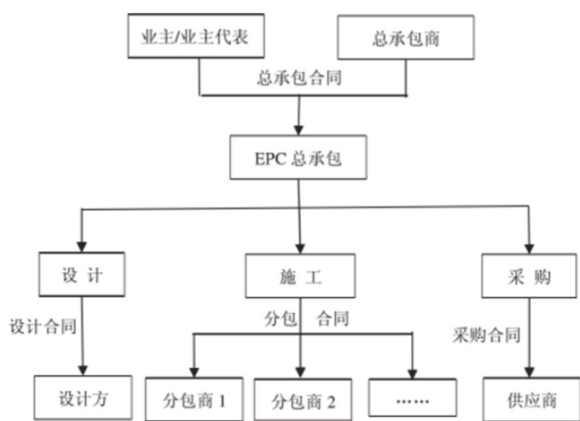 业主/业主代表
总承包商
总承包合同
EPC 总承包
设 计
施 工
采 购
设计合同
分包 合同
采购合同
设计方
分包商 1
分包商 2
……
供应商